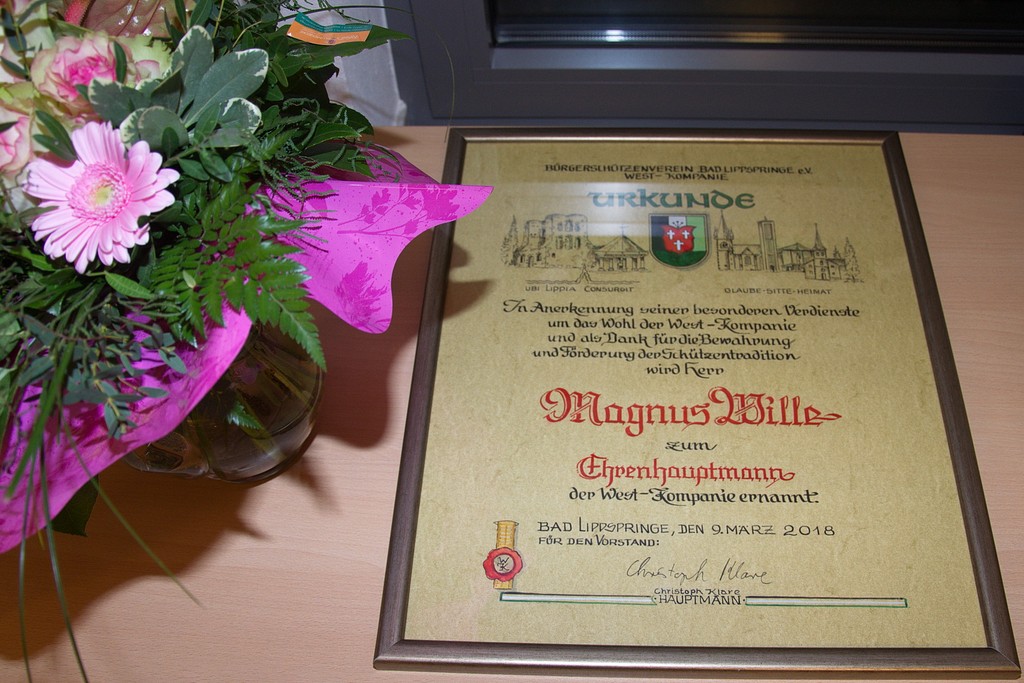 BÜRGERSCHÜTZENVEREIN BAD LIPPSPRINGE e.V.
WEST-KOMPANIE
URKUNDE
UBI LIPPIA CONSURGIT
GLAUBE-SITTE-HEIMAT
In Anerkennung seiner besonderen Verdienste
um das Wohl der West-Kompanie
und als Dank für die Bewahrung
und Förderung der Schützentradition
wird Herr
Magnus Wille
zum
Ehrenhauptmann
der West-Kompanie ernannt.
BAD LIPPSPRINGE, DEN 9. MÄRZ 2018
FÜR DEN VORSTAND:
Christoph Klare
Christoph Klare
HAUPTMANN